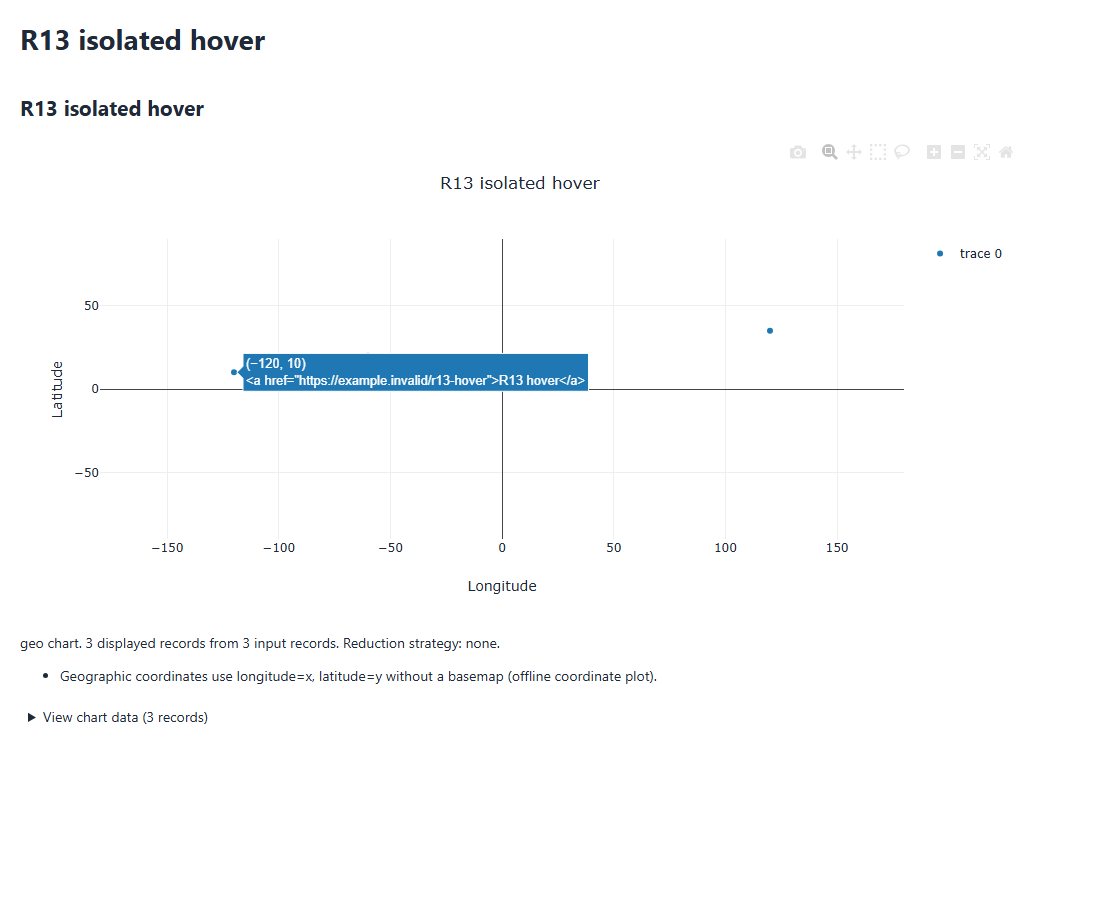 R13 isolated hover
R13 isolated hover
R13 isolated hover
trace 0
50
0
−50
Latitude
(−120, 10)
<a href="https://example.invalid/r13-hover">R13 hover</a>
−150
−100
−50
0
50
100
150
Longitude
geo chart. 3 displayed records from 3 input records. Reduction strategy: none.
• Geographic coordinates use longitude=x, latitude=y without a basemap (offline coordinate plot).
▶ View chart data (3 records)